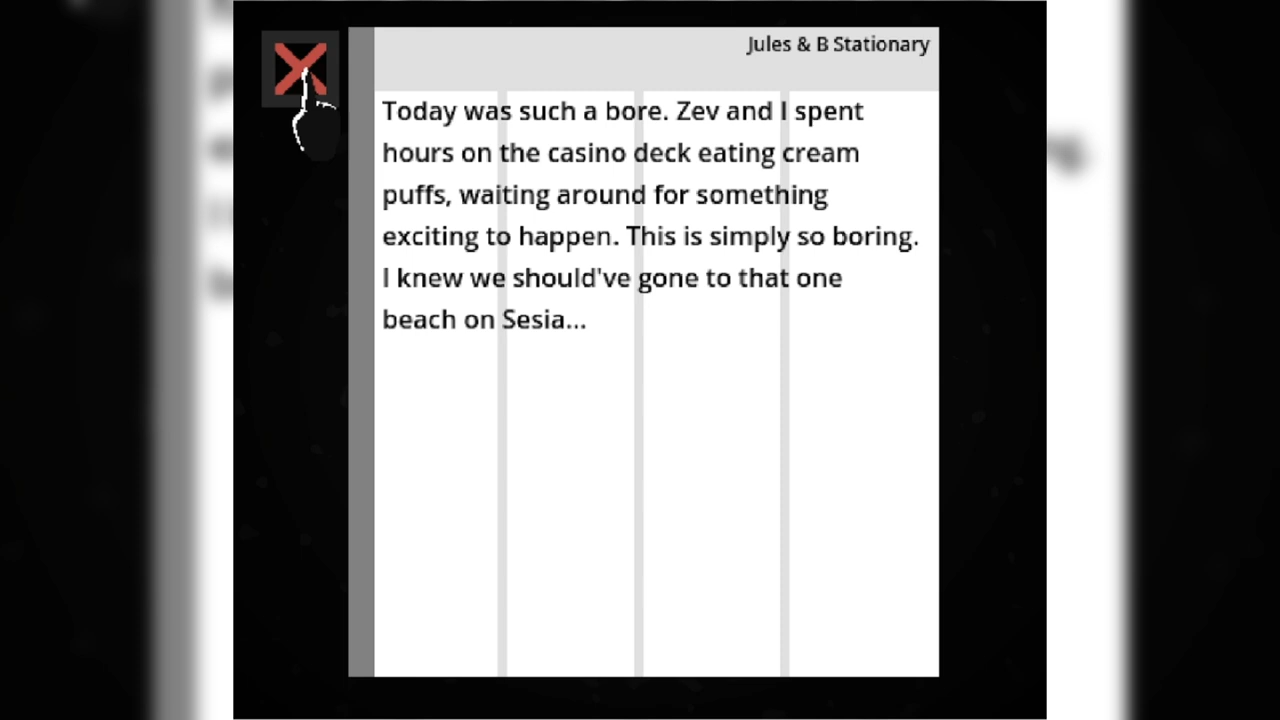 Jules & B Stationary
Today was such a bore. Zev and I spent
hours on the casino deck eating cream
puffs, waiting around for something
exciting to happen. This is simply so boring.
I knew we should've gone to that one
beach on Sesia...